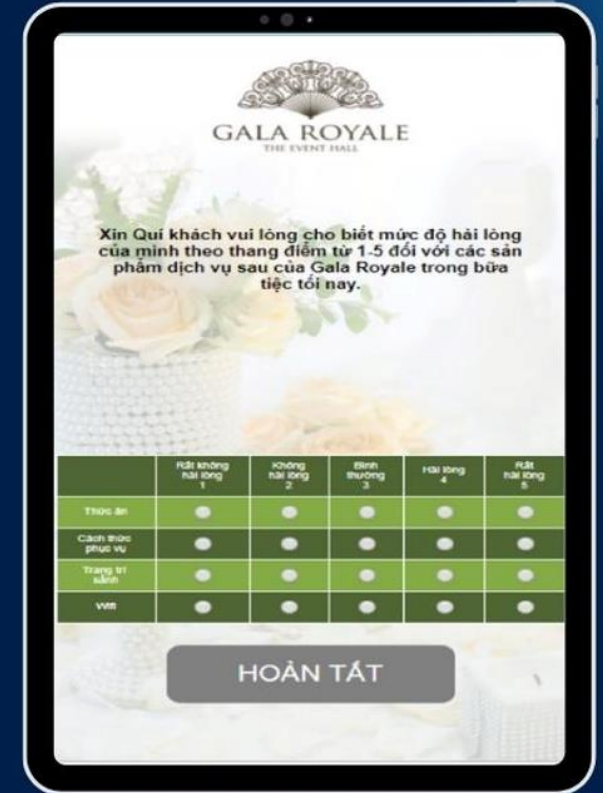 GALA ROYALE
THE EVENT HALL
Xin Quí khách vui lòng cho biết mức độ hài lòng
của mình theo thang điểm từ 1-5 đối với các sản
phẩm dịch vụ sau của Gala Royale trong bữa
tiệc tối nay.
Rất không hài lòng 1 Không hài lòng 2 Bình thường 3 Hài lòng 4 Rất hài lòng 5
Thức ăn
Cách thức
phục vụ
Trang trí
sảnh
Wifi
HOÀN TẤT